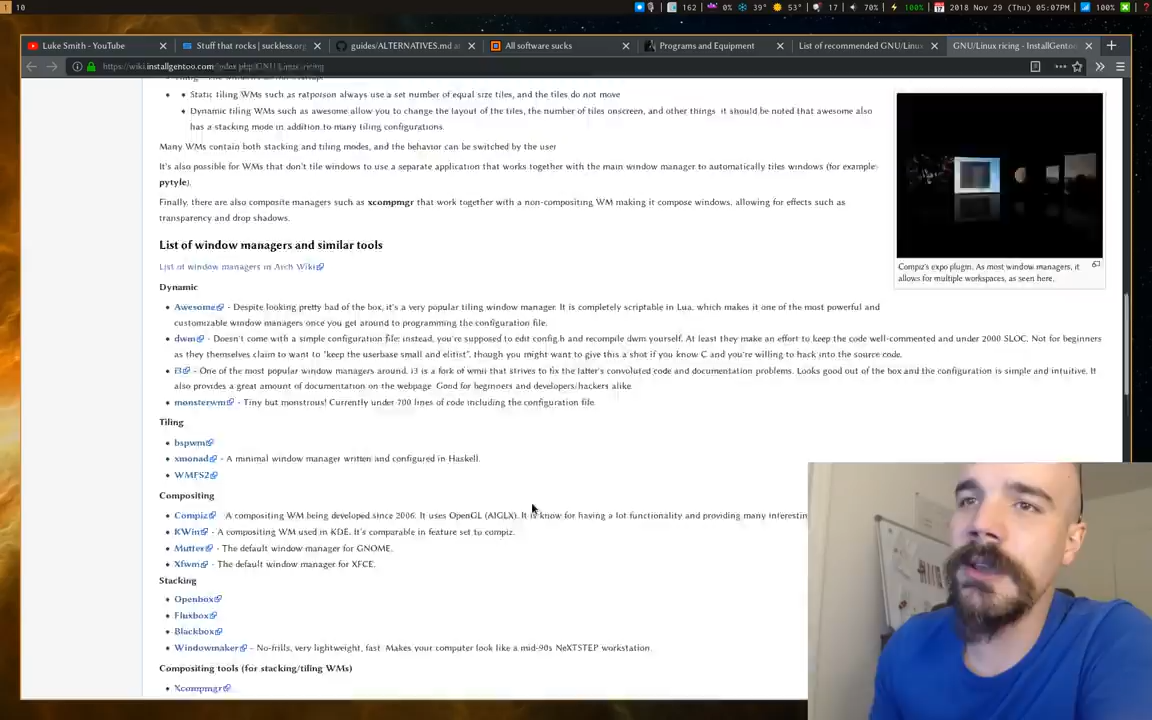 1 10 162 0% 39° 53° 17 70% 100% 2018 Nov 29 (Thu) 05:07PM 100%
Luke Smith - YouTube Stuff that rocks | suckless.org guides/ALTERNATIVES.md at All software sucks Programs and Equipment List of recommended GNU/Linux GNU/Linux ricing - InstallGentoo
https://wiki.installgentoo.com/index.php/GNU/Linux_ricing
Static tiling WMs such as ratpoison always use a set number of equal size tiles, and the tiles do not move
Dynamic tiling WMs such as awesome allow you to change the layout of the tiles, the number of tiles onscreen, and other things it should be noted that awesome also
has a stacking mode in addition to many tiling configurations.
Many WMs contain both stacking and tiling modes, and the behavior can be switched by the user
It's also possible for WMs that don't tile windows to use a separate application that works together with the main window manager to automatically tiles windows (for example
pytyle).
Finally, there are also composite managers such as xcompmgr that work together with a non-compositing WM making it compose windows, allowing for effects such as
transparency and drop shadows.
Compiz's expo plugin. As most window managers, it
allows for multiple workspaces, as seen here.
List of window managers and similar tools
List of window managers in Arch Wiki
Dynamic
Awesome - Despite looking pretty bad of the box, it's a very popular tiling window manager. It is completely scriptable in Lua, which makes it one of the most powerful and
customizable window managers once you get around to programming the configuration file.
dwm - Doesn't come with a simple configuration file: instead, you're supposed to edit config.h and recompile dwm yourself. At least they make an effort to keep the code well-commented and under 2000 SLOC. Not for beginners
as they themselves claim to want to "keep the userbase small and elitist", though you might want to give this a shot if you know C and you're willing to hack into the source code.
i3 - One of the most popular window managers around, i3 is a fork of wmii that strives to fix the latter's convoluted code and documentation problems. Looks good out of the box and the configuration is simple and intuitive. It
also provides a great amount of documentation on the webpage. Good for beginners and developers/hackers alike.
monsterwm - Tiny but monstrous! Currently under 700 lines of code including the configuration file.
Tiling
bspwm
xmonad - A minimal window manager written and configured in Haskell.
WMFS2
Compositing
Compiz A compositing WM being developed since 2006. It uses OpenGL (AIGLX). It is know for having a lot functionality and providing many interesting
KWin - A compositing WM used in KDE. It's comparable in feature set to compiz.
Mutter - The default window manager for GNOME.
Xfwm - The default window manager for XFCE.
Stacking
Openbox
Fluxbox
Blackbox
Windowmaker - No-frills, very lightweight, fast. Makes your computer look like a mid-90s NeXTSTEP workstation.
Compositing tools (for stacking/tiling WMs)
Xcompmgr